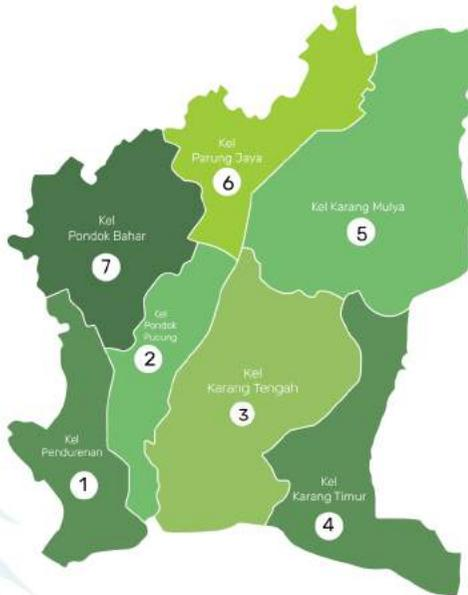 Kel
Parung Jaya
6
Kel Karang Mulya
5
Kel
Pondok Bahar
7
Kel
Pondok
Pucung
2
Kel
Karang Tengah
3
Kel
Pendurenan
1
Kel
Karang Timur
4